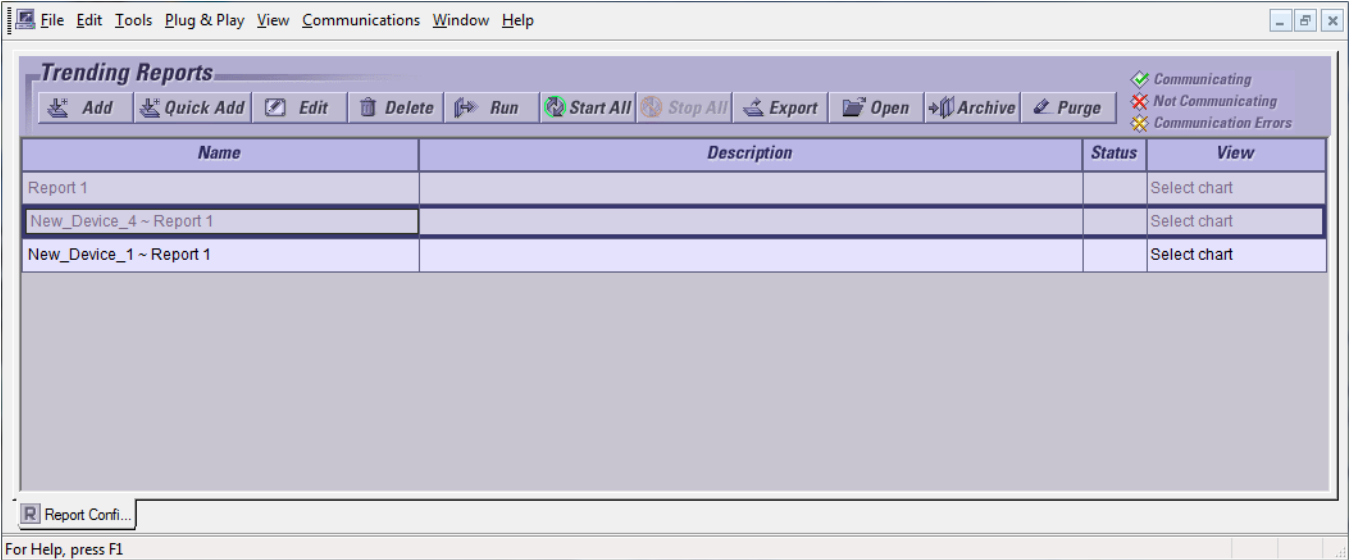 File Edit Tools Plug & Play View Communications Window Help
Trending Reports
Communicating
Not Communicating
Communication Errors
Add Quick Add Edit Delete Run Start All Stop All Export Open Archive Purge
Name Description Status View
Report 1 Select chart
New_Device_4 ~ Report 1 Select chart
New_Device_1 ~ Report 1 Select chart
R Report Confi...
For Help, press F1